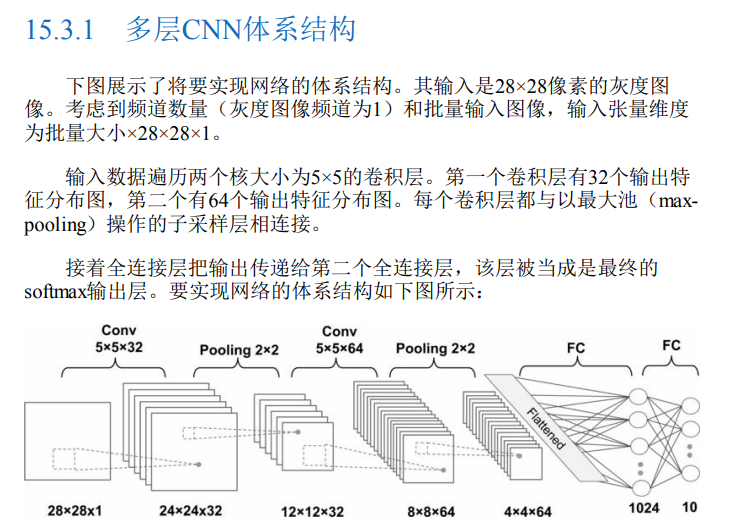 15.3.1 多层CNN体系结构
下图展示了将要实现网络的体系结构。其输入是28×28像素的灰度图
像。考虑到频道数量（灰度图像频道为1）和批量输入图像，输入张量维度
为批量大小×28×28×1。
输入数据遍历两个核大小为5×5的卷积层。第一个卷积层有32个输出特
征分布图，第二个有64个输出特征分布图。每个卷积层都与以最大池（max-
pooling）操作的子采样层相连接。
接着全连接层把输出传递给第二个全连接层，该层被当成是最终的
softmax输出层。要实现网络的体系结构如下图所示：
Conv
5×5×32
Pooling 2×2
Conv
5×5×64
Pooling 2×2
FC
FC
Flattened
28×28x1
24×24x32
12×12×32
8×8×64
4×4×64
1024
10